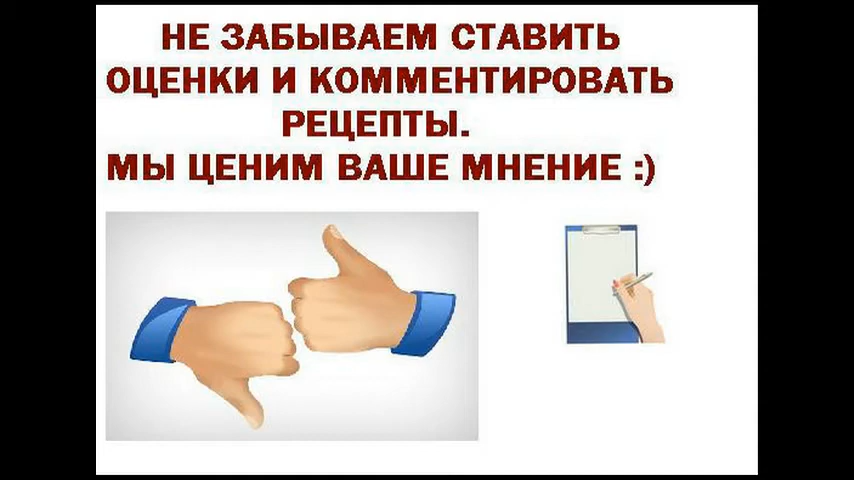 НЕ ЗАБЫВАЕМ СТАВИТЬ
ОЦЕНКИ И КОММЕНТИРОВАТЬ
РЕЦЕПТЫ.
МЫ ЦЕНИМ ВАШЕ МНЕНИЕ :)